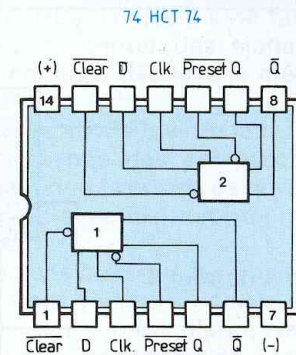 74 HCT 74
(+) Clear D Clk. Preset Q Q
14 8
2
1
1 7
Clear D Clk. Preset Q Q (-)